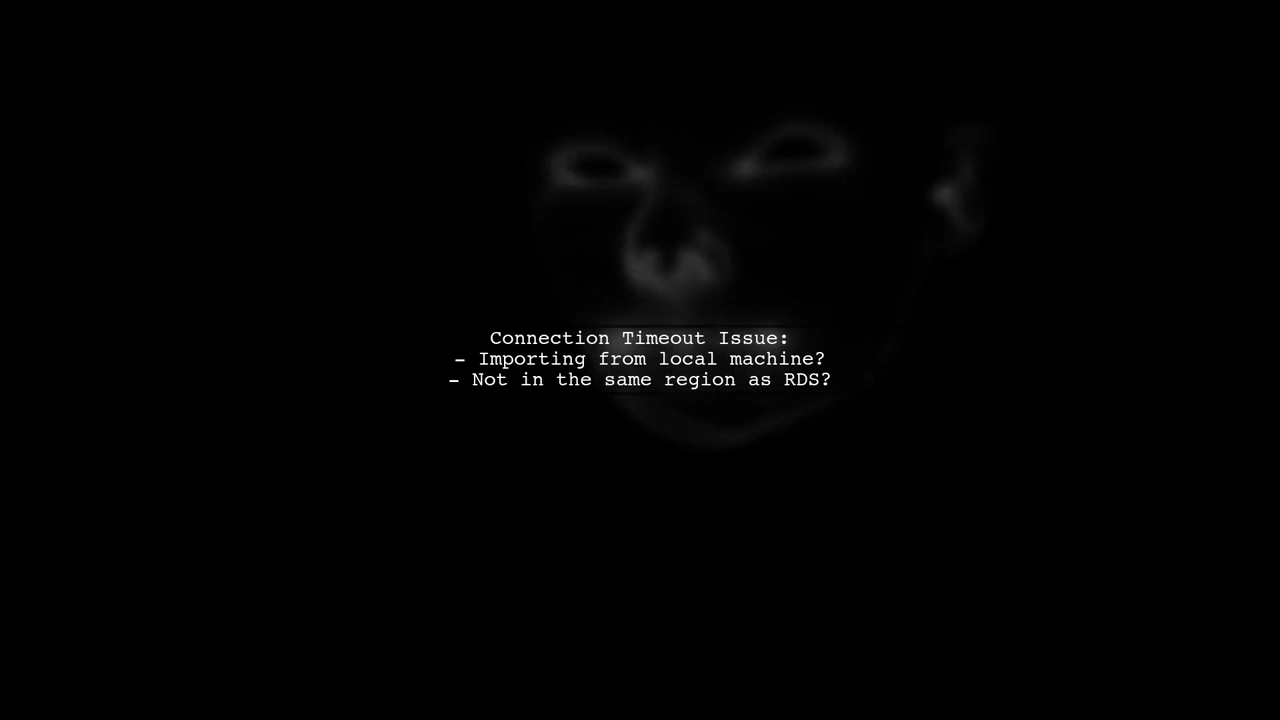 Connection Timeout Issue:
- Importing from local machine?
- Not in the same region as RDS?